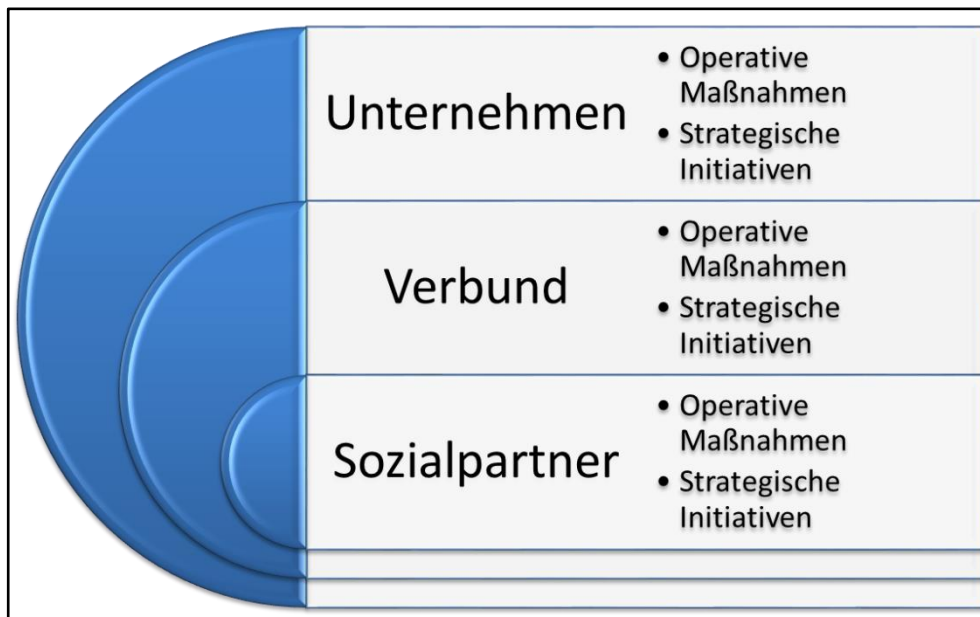 Unternehmen
• Operative
Maßnahmen
• Strategische
Initiativen
Verbund
• Operative
Maßnahmen
• Strategische
Initiativen
Sozialpartner
• Operative
Maßnahmen
• Strategische
Initiativen